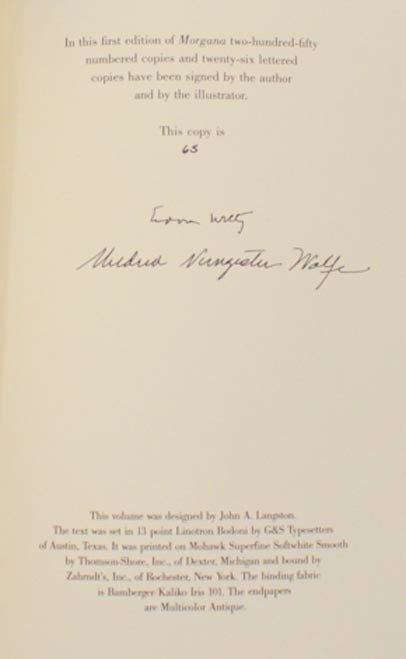 In this first edition of Morgana two-hundred-fifty
numbered copies and twenty-six lettered
copies have been signed by the author
and by the illustrator.
This copy is
65
Eudora Welty
Mildred Nungester Wolfe
This volume was designed by John A. Langston.
The text was set in 13 point Linotron Bodoni by G&S Typesetters
of Austin, Texas. It was printed on Mohawk Superfine Softwhite Smooth
by Thomson-Shore, Inc., of Dexter, Michigan and bound by
Zahrndt's, Inc., of Rochester, New York. The binding fabric
is Bamberger Kaliko Iris 101. The endpapers
are Multicolor Antique.